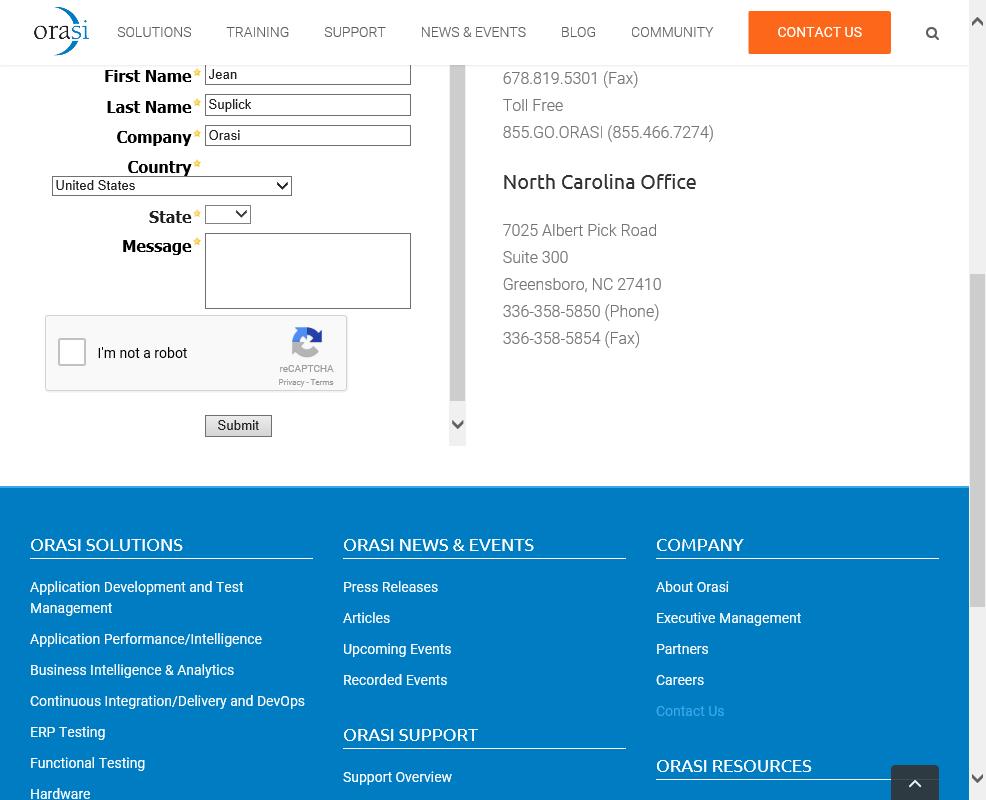 orasi
SOLUTIONS
TRAINING
SUPPORT
NEWS & EVENTS
BLOG
COMMUNITY
CONTACT US
First Name
Jean
Last Name
Suplick
Company
Orasi
Country
United States
State
Message
I'm not a robot
reCAPTCHA
Privacy - Terms
Submit
678.819.5301 (Fax)
Toll Free
855.GO.ORASI (855.466.7274)
North Carolina Office
7025 Albert Pick Road
Suite 300
Greensboro, NC 27410
336-358-5850 (Phone)
336-358-5854 (Fax)
ORASI SOLUTIONS
Application Development and Test
Management
Application Performance/Intelligence
Business Intelligence & Analytics
Continuous Integration/Delivery and DevOps
ERP Testing
Functional Testing
Hardware
ORASI NEWS & EVENTS
Press Releases
Articles
Upcoming Events
Recorded Events
ORASI SUPPORT
Support Overview
COMPANY
About Orasi
Executive Management
Partners
Careers
Contact Us
ORASI RESOURCES